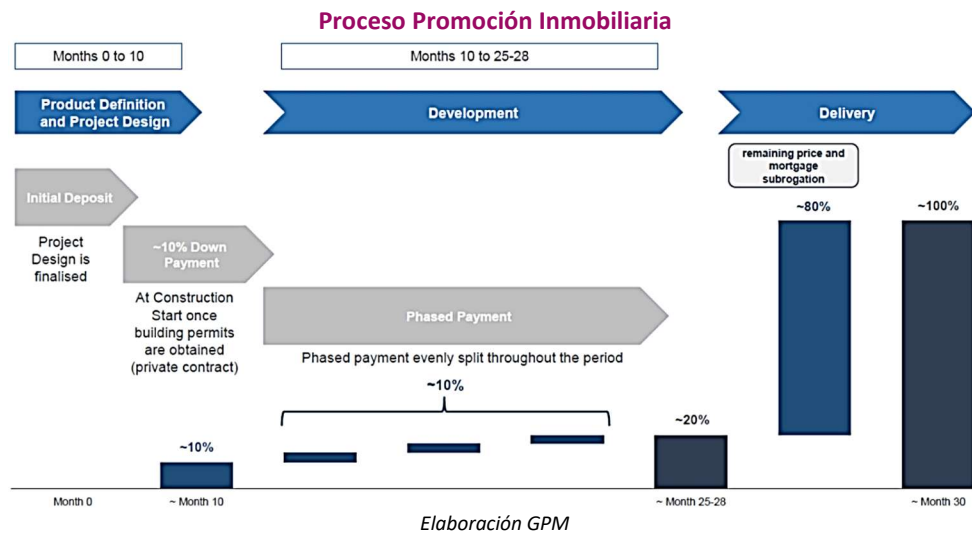 Proceso Promoción Inmobiliaria
Months 0 to 10
Months 10 to 25-28
Product Definition
and Project Design
Development
Delivery
remaining price and
mortgage
subrogation
Initial Deposit
~80%
~100%
Project
Design is
finalised
~10% Down
Payment
At Construction
Start once
building permits
are obtained
(private contract)
Phased Payment
Phased payment evenly split throughout the period
~10%
~20%
~10%
Month 0
~ Month 10
~ Month 25-28
~ Month 30
Elaboración GPM